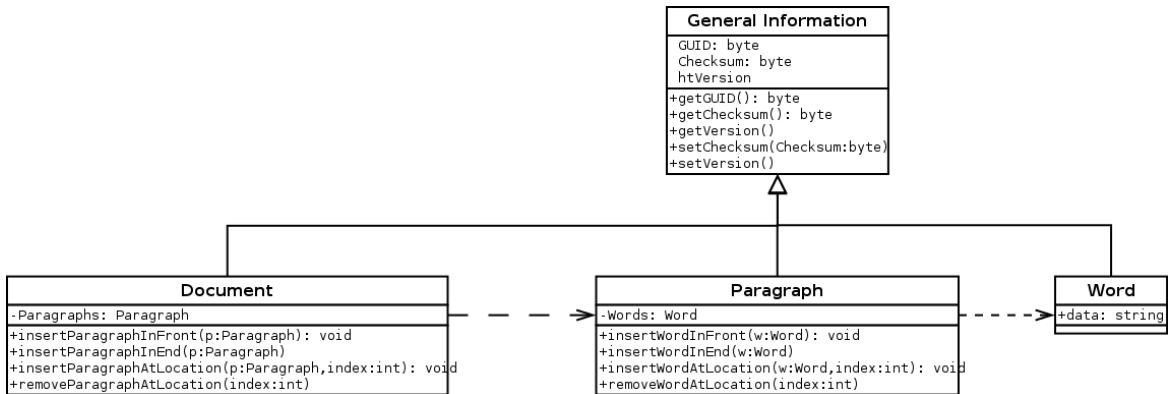 General Information
GUID: byte
Checksum: byte
htVersion
+getGUID(): byte
+getChecksum(): byte
+getVersion()
+setChecksum(Checksum:byte)
+setVersion()
Document
-Paragraphs: Paragraph
+insertParagraphInFront(p:Paragraph): void
+insertParagraphInEnd(p:Paragraph)
+insertParagraphAtLocation(p:Paragraph,index:int): void
+removeParagraphAtLocation(index:int)
Paragraph
-Words: Word
+insertWordInFront(w:Word): void
+insertWordInEnd(w:Word)
+insertWordAtLocation(w:Word,index:int): void
+removeWordAtLocation(index:int)
Word
+data: string